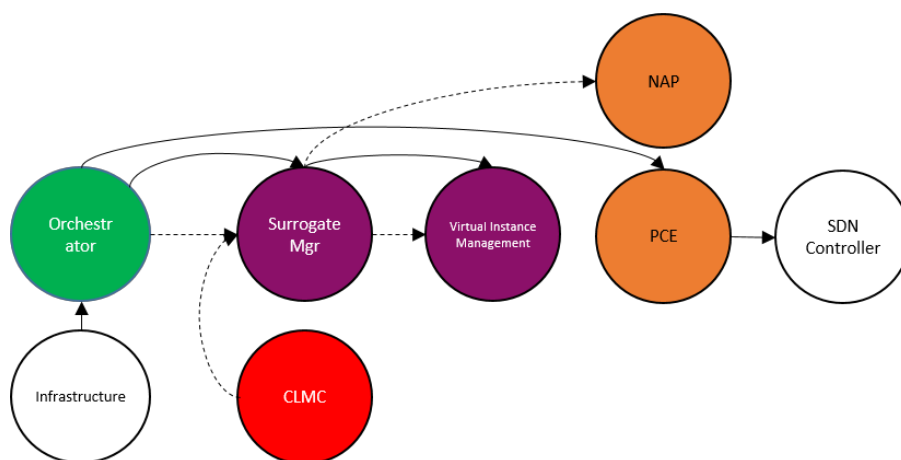 NAP
Orchestr
ator
Surrogate
Mgr
Virtual Instance
Management
PCE
SDN
Controller
Infrastructure
CLMC